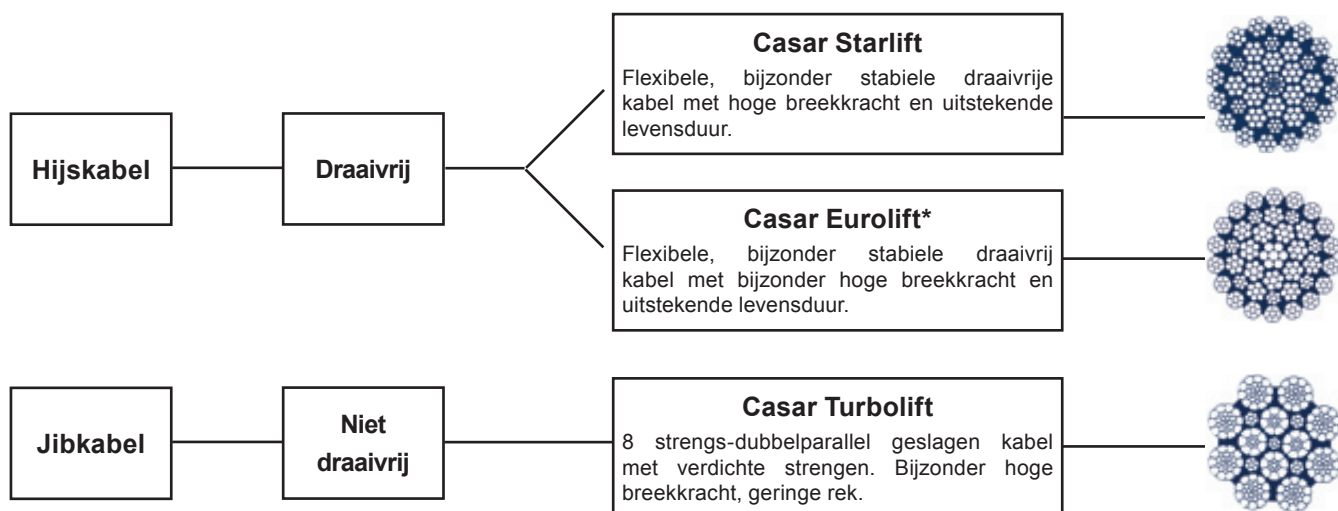 Hijskabel
Draaivrij
Casar Starlift
Flexibele, bijzonder stabiele draaivrije
kabel met hoge breekkracht en uitstekende
levensduur.
Casar Eurolift*
Flexibele, bijzonder stabiele draaivrij
kabel met bijzonder hoge breekkracht en
uitstekende levensduur.
Jibkabel
Niet
draaivrij
Casar Turbolift
8 strengs-dubbelparallel geslagen kabel
met verdichte strengen. Bijzonder hoge
breekkracht, geringe rek.